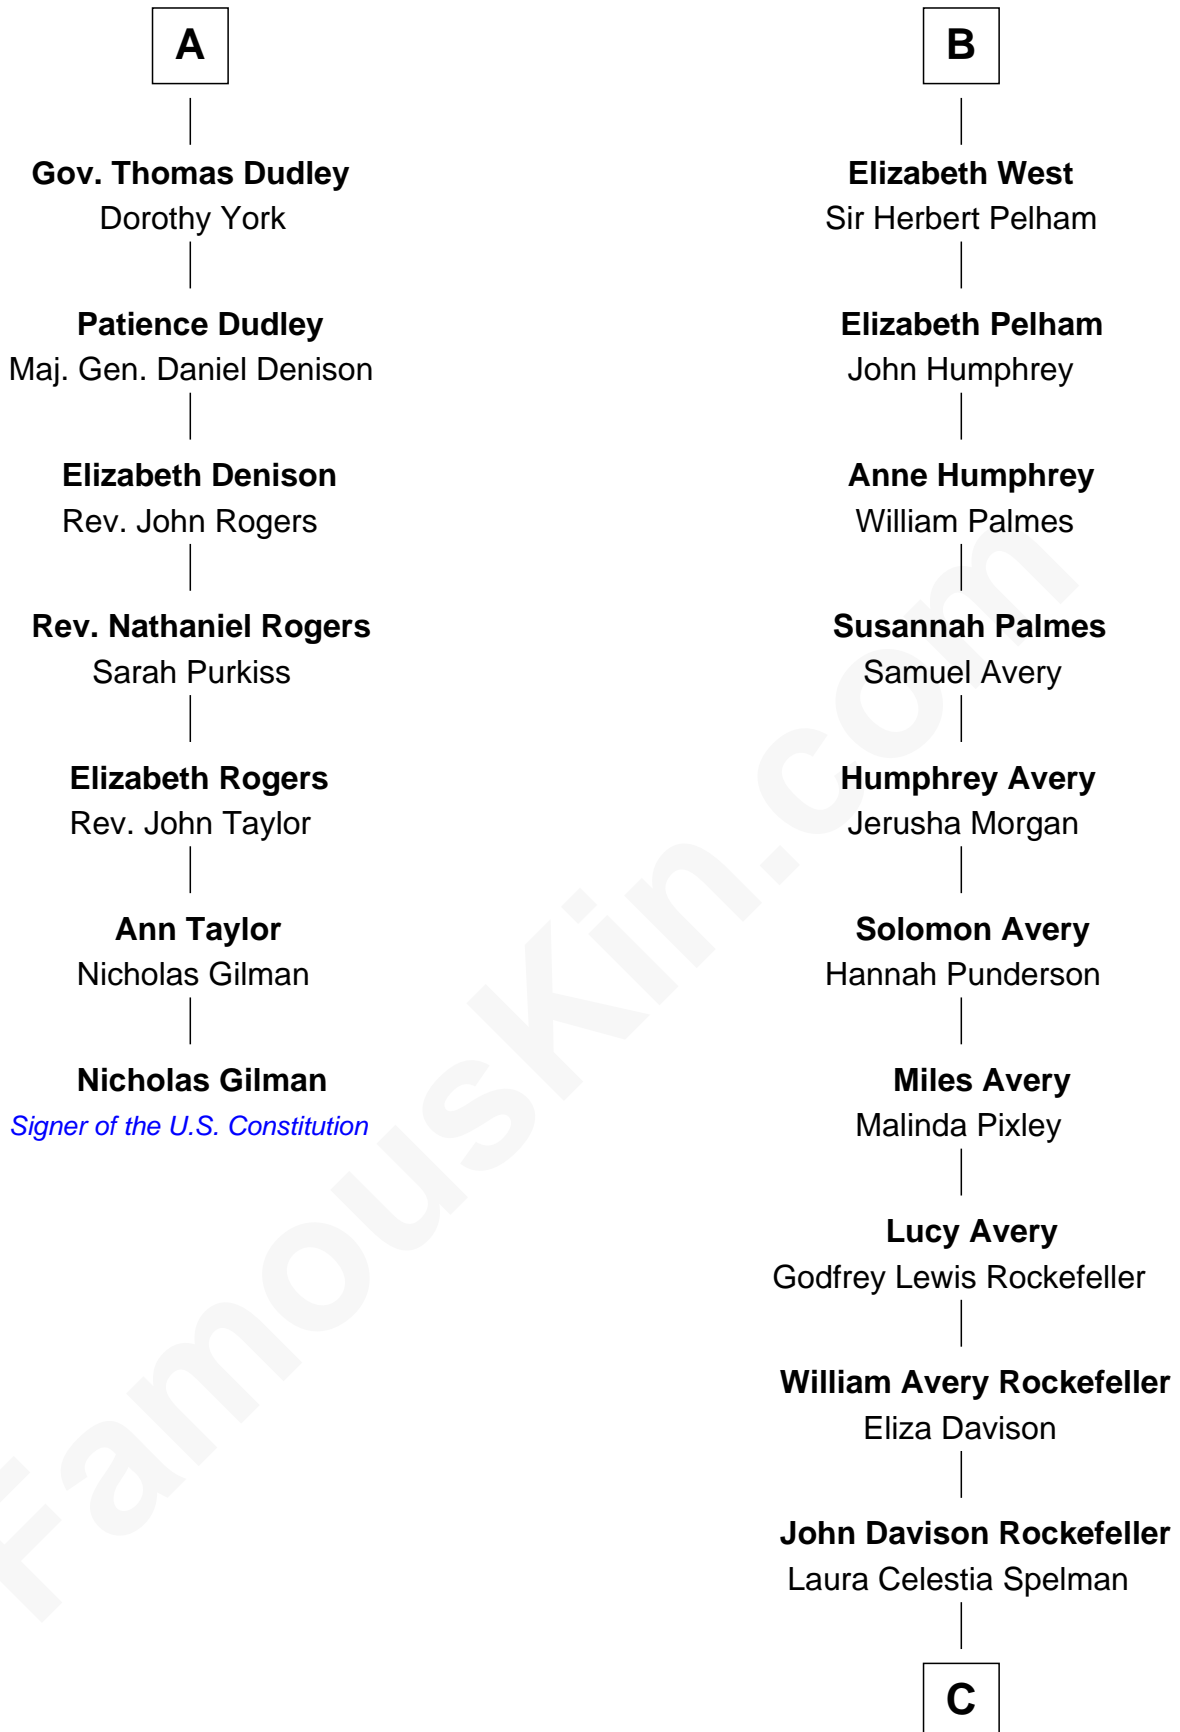 A
Gov. Thomas Dudley
Dorothy York
Patience Dudley
Maj. Gen. Daniel Denison
Elizabeth Denison
Rev. John Rogers
Rev. Nathaniel Rogers
Sarah Purkiss
Elizabeth Rogers
Rev. John Taylor
Ann Taylor
Nicholas Gilman
Nicholas Gilman
Signer of the U.S. Constitution
B
Elizabeth West
Sir Herbert Pelham
Elizabeth Pelham
John Humphrey
Anne Humphrey
William Palmes
Susannah Palmes
Samuel Avery
Humphrey Avery
Jerusha Morgan
Solomon Avery
Hannah Punderson
Miles Avery
Malinda Pixley
Lucy Avery
Godfrey Lewis Rockefeller
William Avery Rockefeller
Eliza Davison
John Davison Rockefeller
Laura Celestia Spelman
C
FamousKin.com